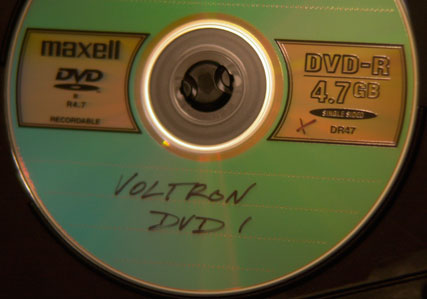 maxell
DVD
R4.7
RECORDABLE
DVD-R
4.7GB
SINGLE SIDED
X DR47
VOLTRON
DVD 1